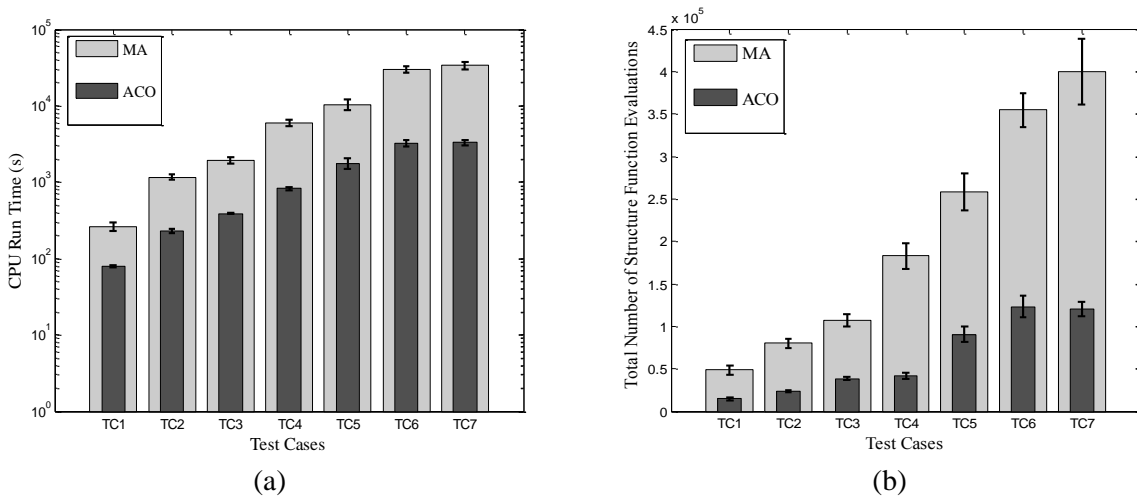 10^5
10^4
10^3
10^2
10^1
10^0
CPU Run Time (s)
MA
ACO
TC1 TC2 TC3 TC4 TC5 TC6 TC7
Test Cases
(a)
x 10^5
4.5
4
3.5
3
2.5
2
1.5
1
0.5
0
Total Number of Structure Function Evaluations
MA
ACO
TC1 TC2 TC3 TC4 TC5 TC6 TC7
Test Cases
(b)